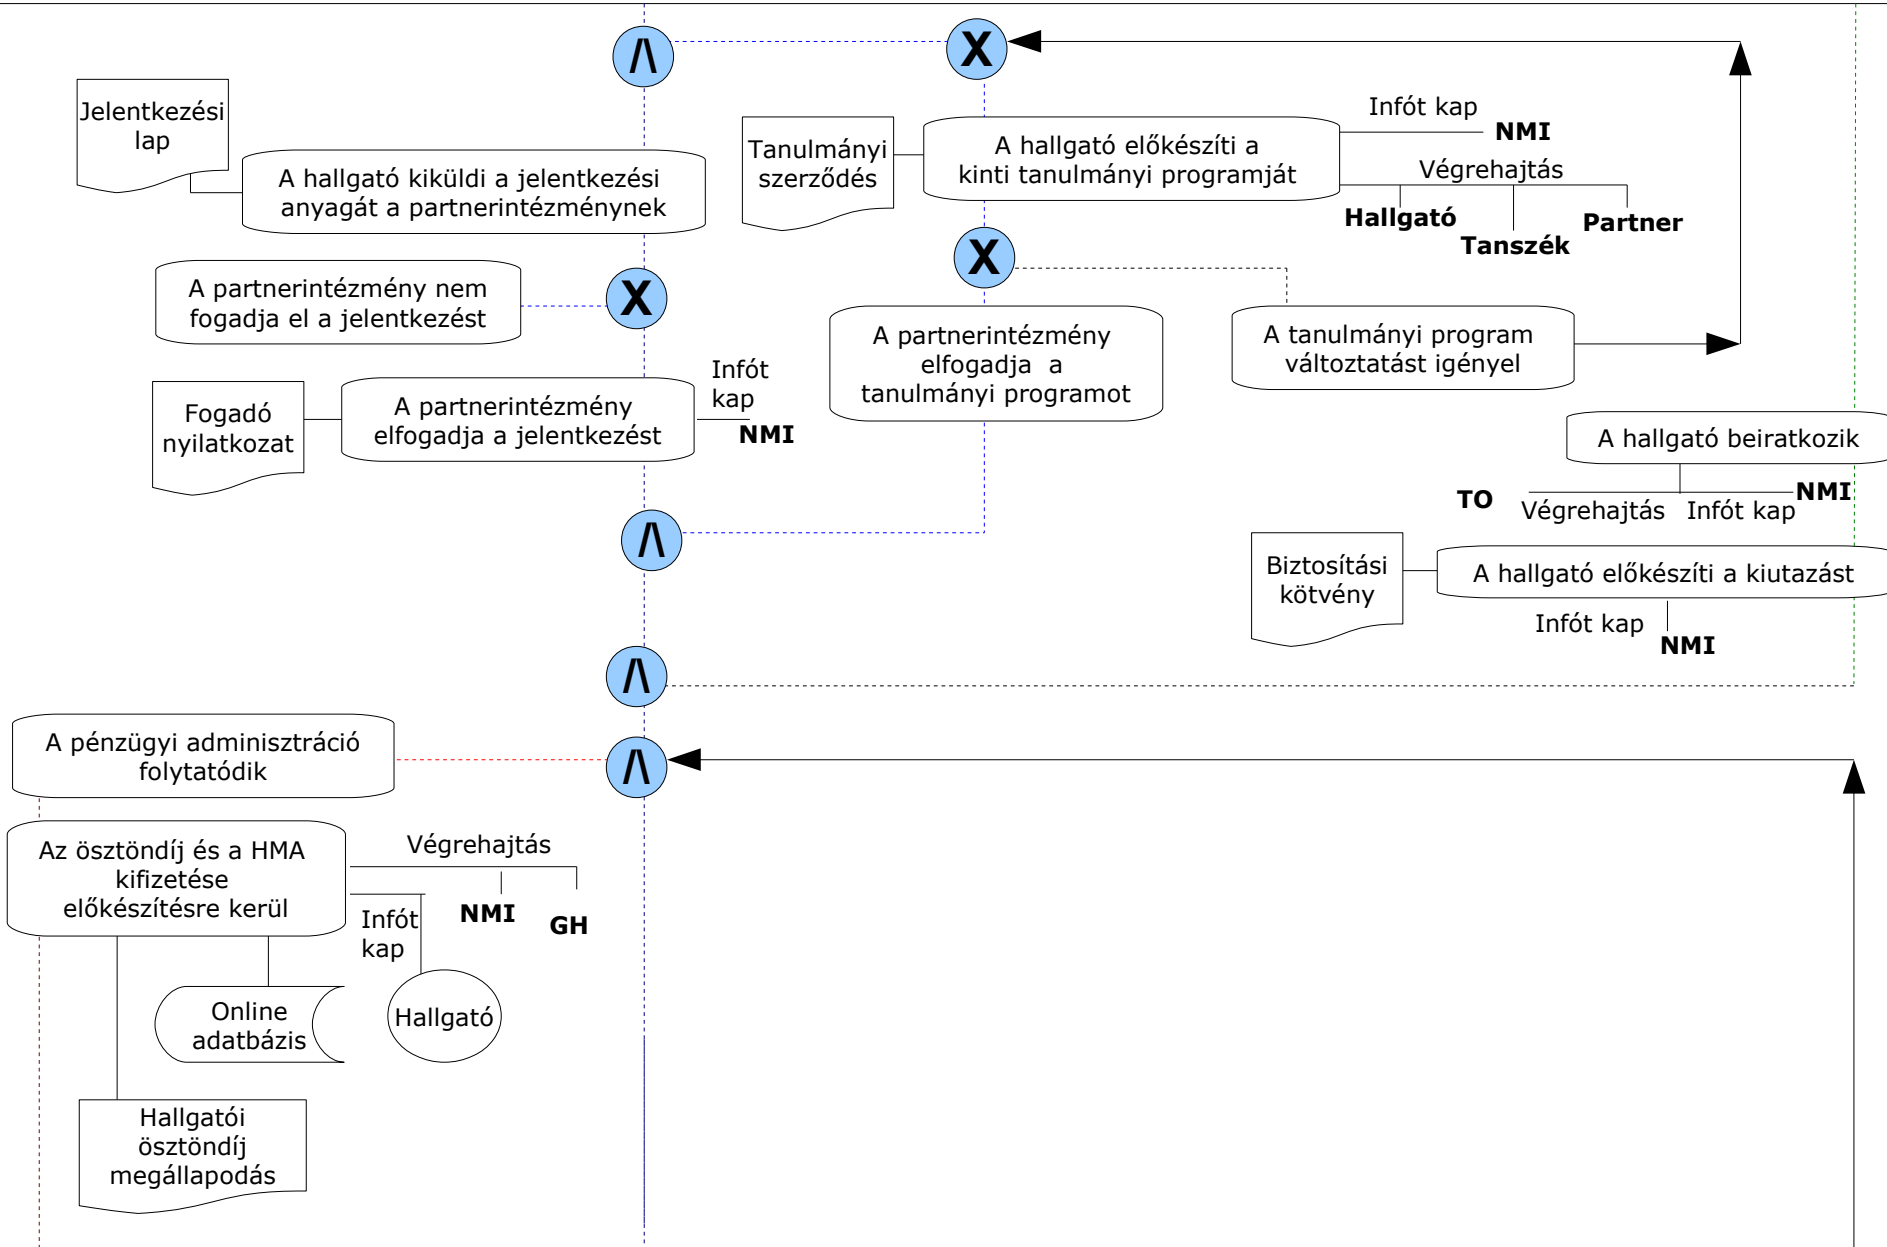 /\
X
Jelentkezési
lap
A hallgató kiküldi a jelentkezési
anyagát a partnerintézménynek
Tanulmányi
szerződés
A hallgató előkészíti a
kinti tanulmányi programját
Infót kap
NMI
Végrehajtás
Hallgató
Tanszék
Partner
X
A partnerintézmény nem
fogadja el a jelentkezést
X
A partnerintézmény
elfogadja a
tanulmányi programot
A tanulmányi program
változtatást igényel
Fogadó
nyilatkozat
A partnerintézmény
elfogadja a jelentkezést
Infót
kap
NMI
A hallgató beiratkozik
TO
Végrehajtás
Infót kap
NMI
/\
Biztosítási
kötvény
A hallgató előkészíti a kiutazást
Infót kap
NMI
/\
A pénzügyi adminisztráció
folytatódik
/\
Az ösztöndíj és a HMA
kifizetése
előkészítésre kerül
Végrehajtás
NMI
GH
Infót
kap
Hallgató
Online
adatbázis
Hallgatói
ösztöndíj
megállapodás